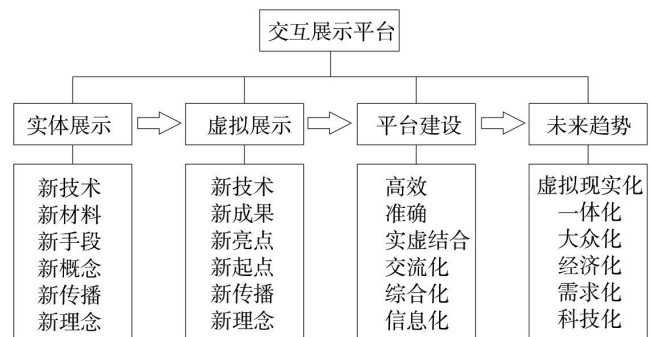 交互展示平台
实体展示
虚拟展示
平台建设
未来趋势
新技术
新材料
新手段
新概念
新传播
新理念
新技术
新成果
新亮点
新起点
新传播
新理念
高效
准确
实虚结合
交流化
综合化
信息化
虚拟现实化
一体化
大众化
经济化
需求化
科技化